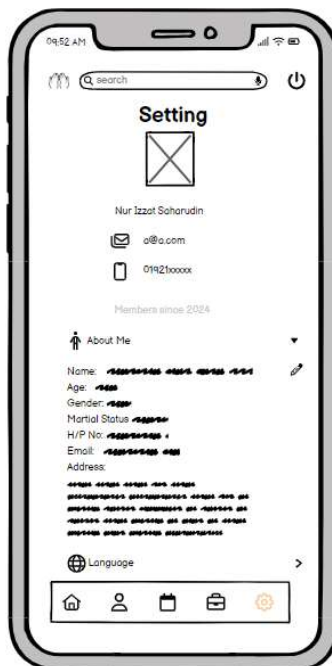 09:52 AM
search
Setting
Nur Izzat Saharudin
a@a.com
01921xxxxx
Members since 2024
About Me
Name:
Age:
Gender:
Martial Status
H/P No:
Email:
Address:
Language